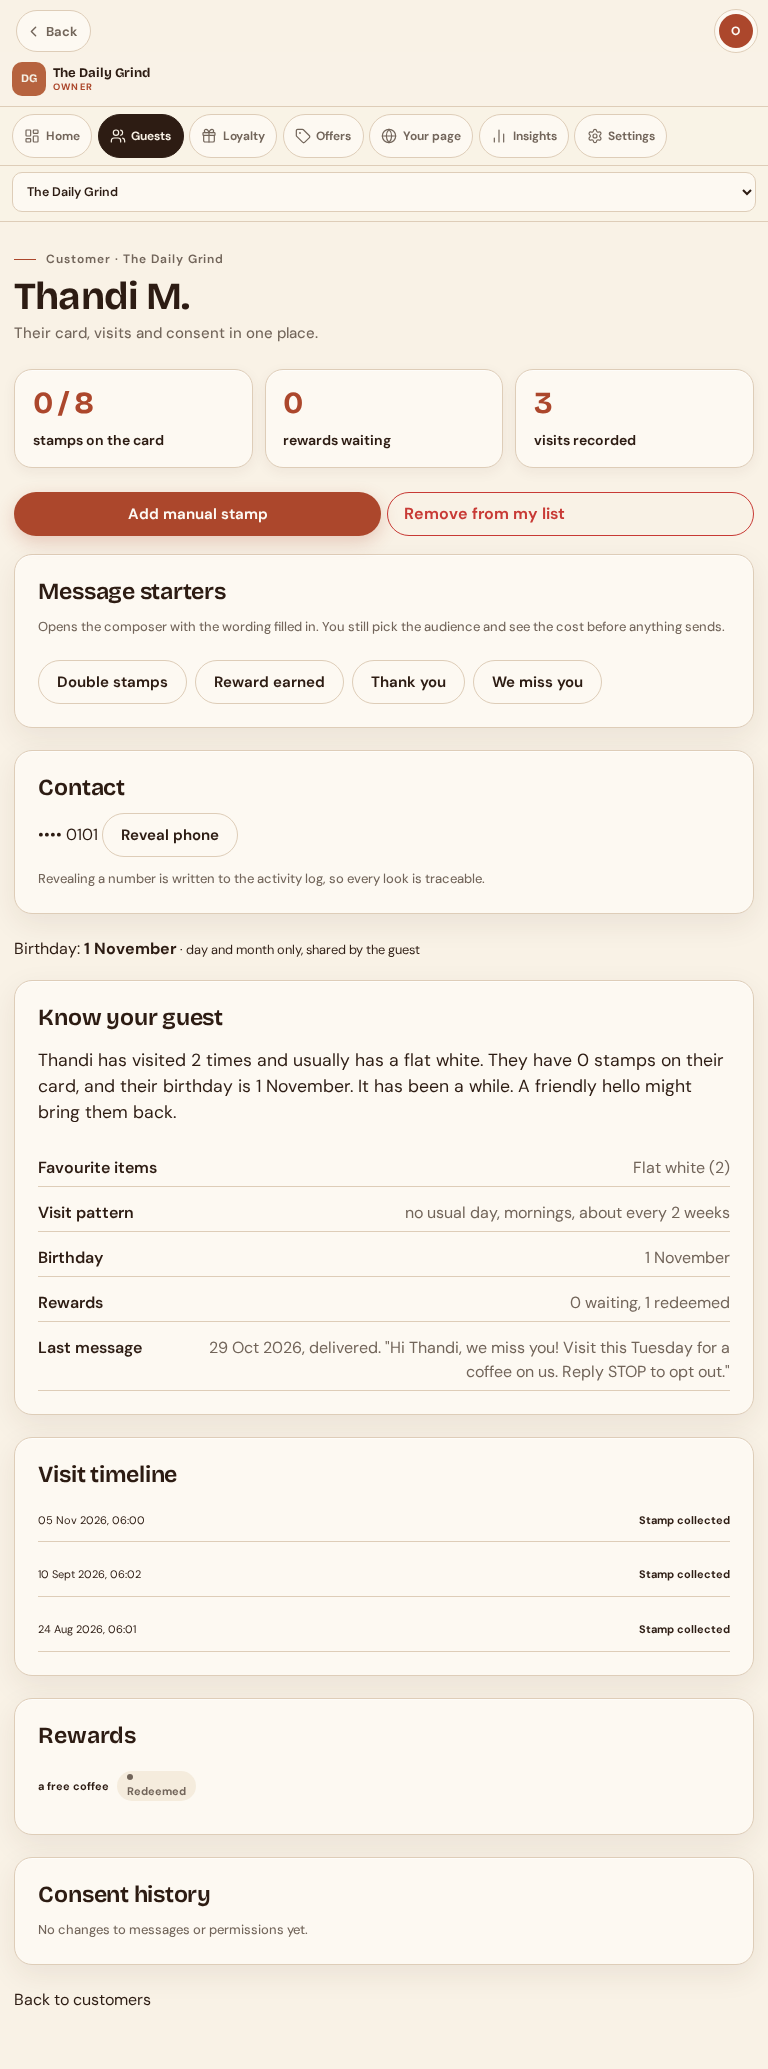 Back
O
DG
The Daily Grind
OWNER
Home
Guests
Loyalty
Offers
Your page
Insights
Settings
The Daily Grind
Customer · The Daily Grind
Thandi M.
Their card, visits and consent in one place.
0/8
stamps on the card
0
rewards waiting
3
visits recorded
Add manual stamp
Remove from my list
Message starters
Opens the composer with the wording filled in. You still pick the audience and see the cost before anything sends.
Double stamps
Reward earned
Thank you
We miss you
Contact
•••• 0101 Reveal phone
Revealing a number is written to the activity log, so every look is traceable.
Birthday: 1 November · day and month only, shared by the guest
Know your guest
Thandi has visited 2 times and usually has a flat white. They have 0 stamps on their
card, and their birthday is 1 November. It has been a while. A friendly hello might
bring them back.
Favourite items Flat white (2)
Visit pattern no usual day, mornings, about every 2 weeks
Birthday 1 November
Rewards 0 waiting, 1 redeemed
Last message 29 Oct 2026, delivered. "Hi Thandi, we miss you! Visit this Tuesday for a
coffee on us. Reply STOP to opt out."
Visit timeline
05 Nov 2026, 06:00 Stamp collected
10 Sept 2026, 06:02 Stamp collected
24 Aug 2026, 06:01 Stamp collected
Rewards
a free coffee Redeemed
Consent history
No changes to messages or permissions yet.
Back to customers